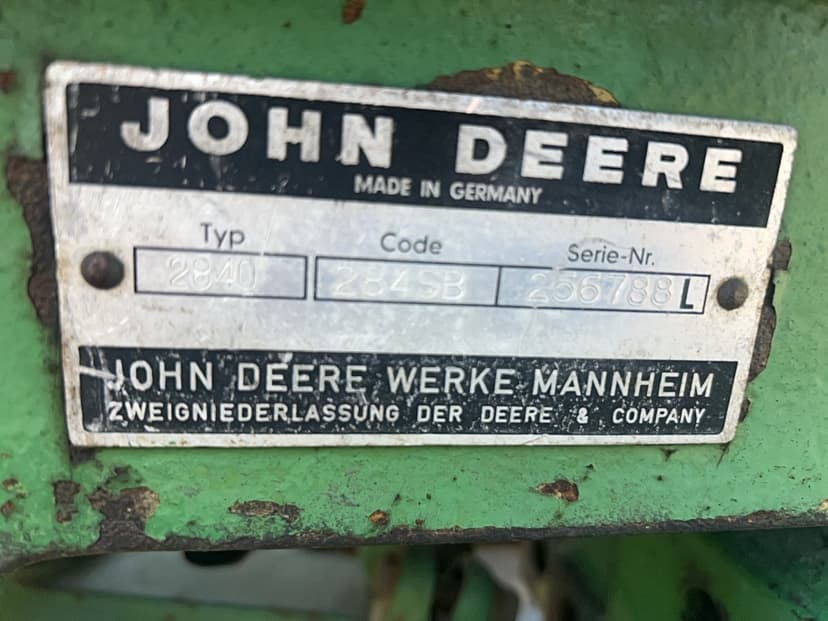 JOHN DEERE
MADE IN GERMANY
Typ Code Serie-Nr.
2840 284SB 256788L
JOHN DEERE WERKE MANNHEIM
ZWEIGNIEDERLASSUNG DER DEERE & COMPANY